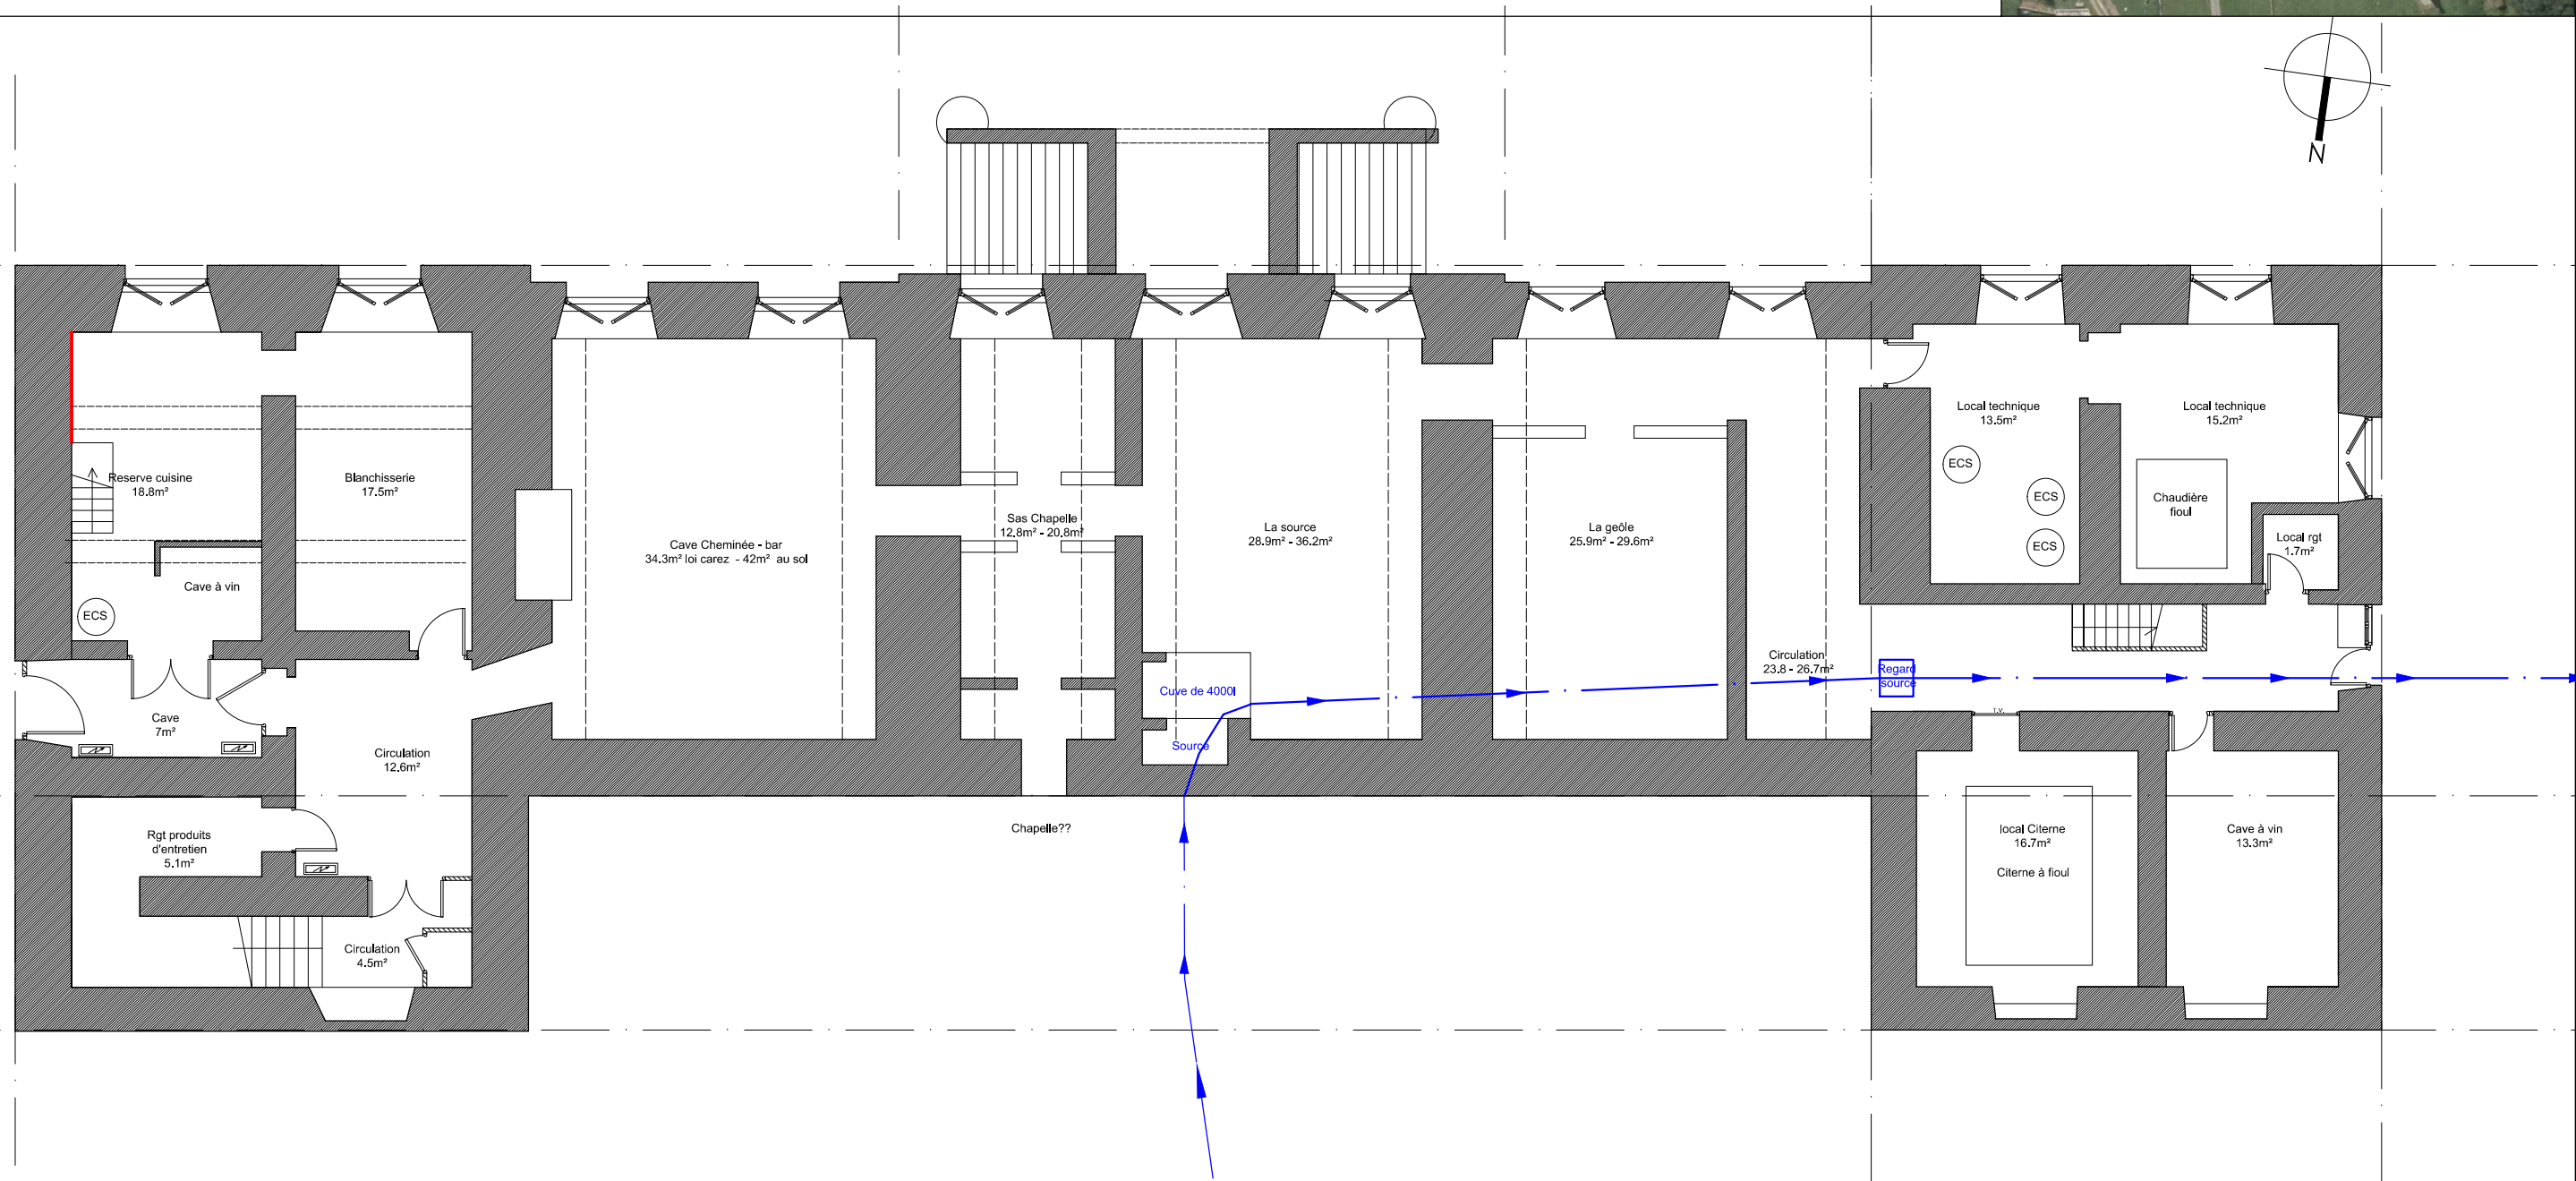 N
Reserve cuisine
18.8m²
Blanchisserie
17.5m²
Cave à vin
ECS
Cave
7m²
Circulation
12.6m²
Rgt produits
d'entretien
5.1m²
Circulation
4.5m²
Cave Cheminée - bar
34.3m² loi carez - 42m² au sol
Sas Chapelle
12.8m² - 20.8m²
La source
28.9m² - 36.2m²
Cuve de 4000l
Source
Chapelle??
La geôle
25.9m² - 29.6m²
Circulation
23.8 - 26.7m²
Regard
source
Local technique
13.5m²
ECS
ECS
ECS
Local technique
15.2m²
Chaudière
fioul
Local rgt
1.7m²
T.V.
local Citerne
16.7m²
Citerne à fioul
Cave à vin
13.3m²